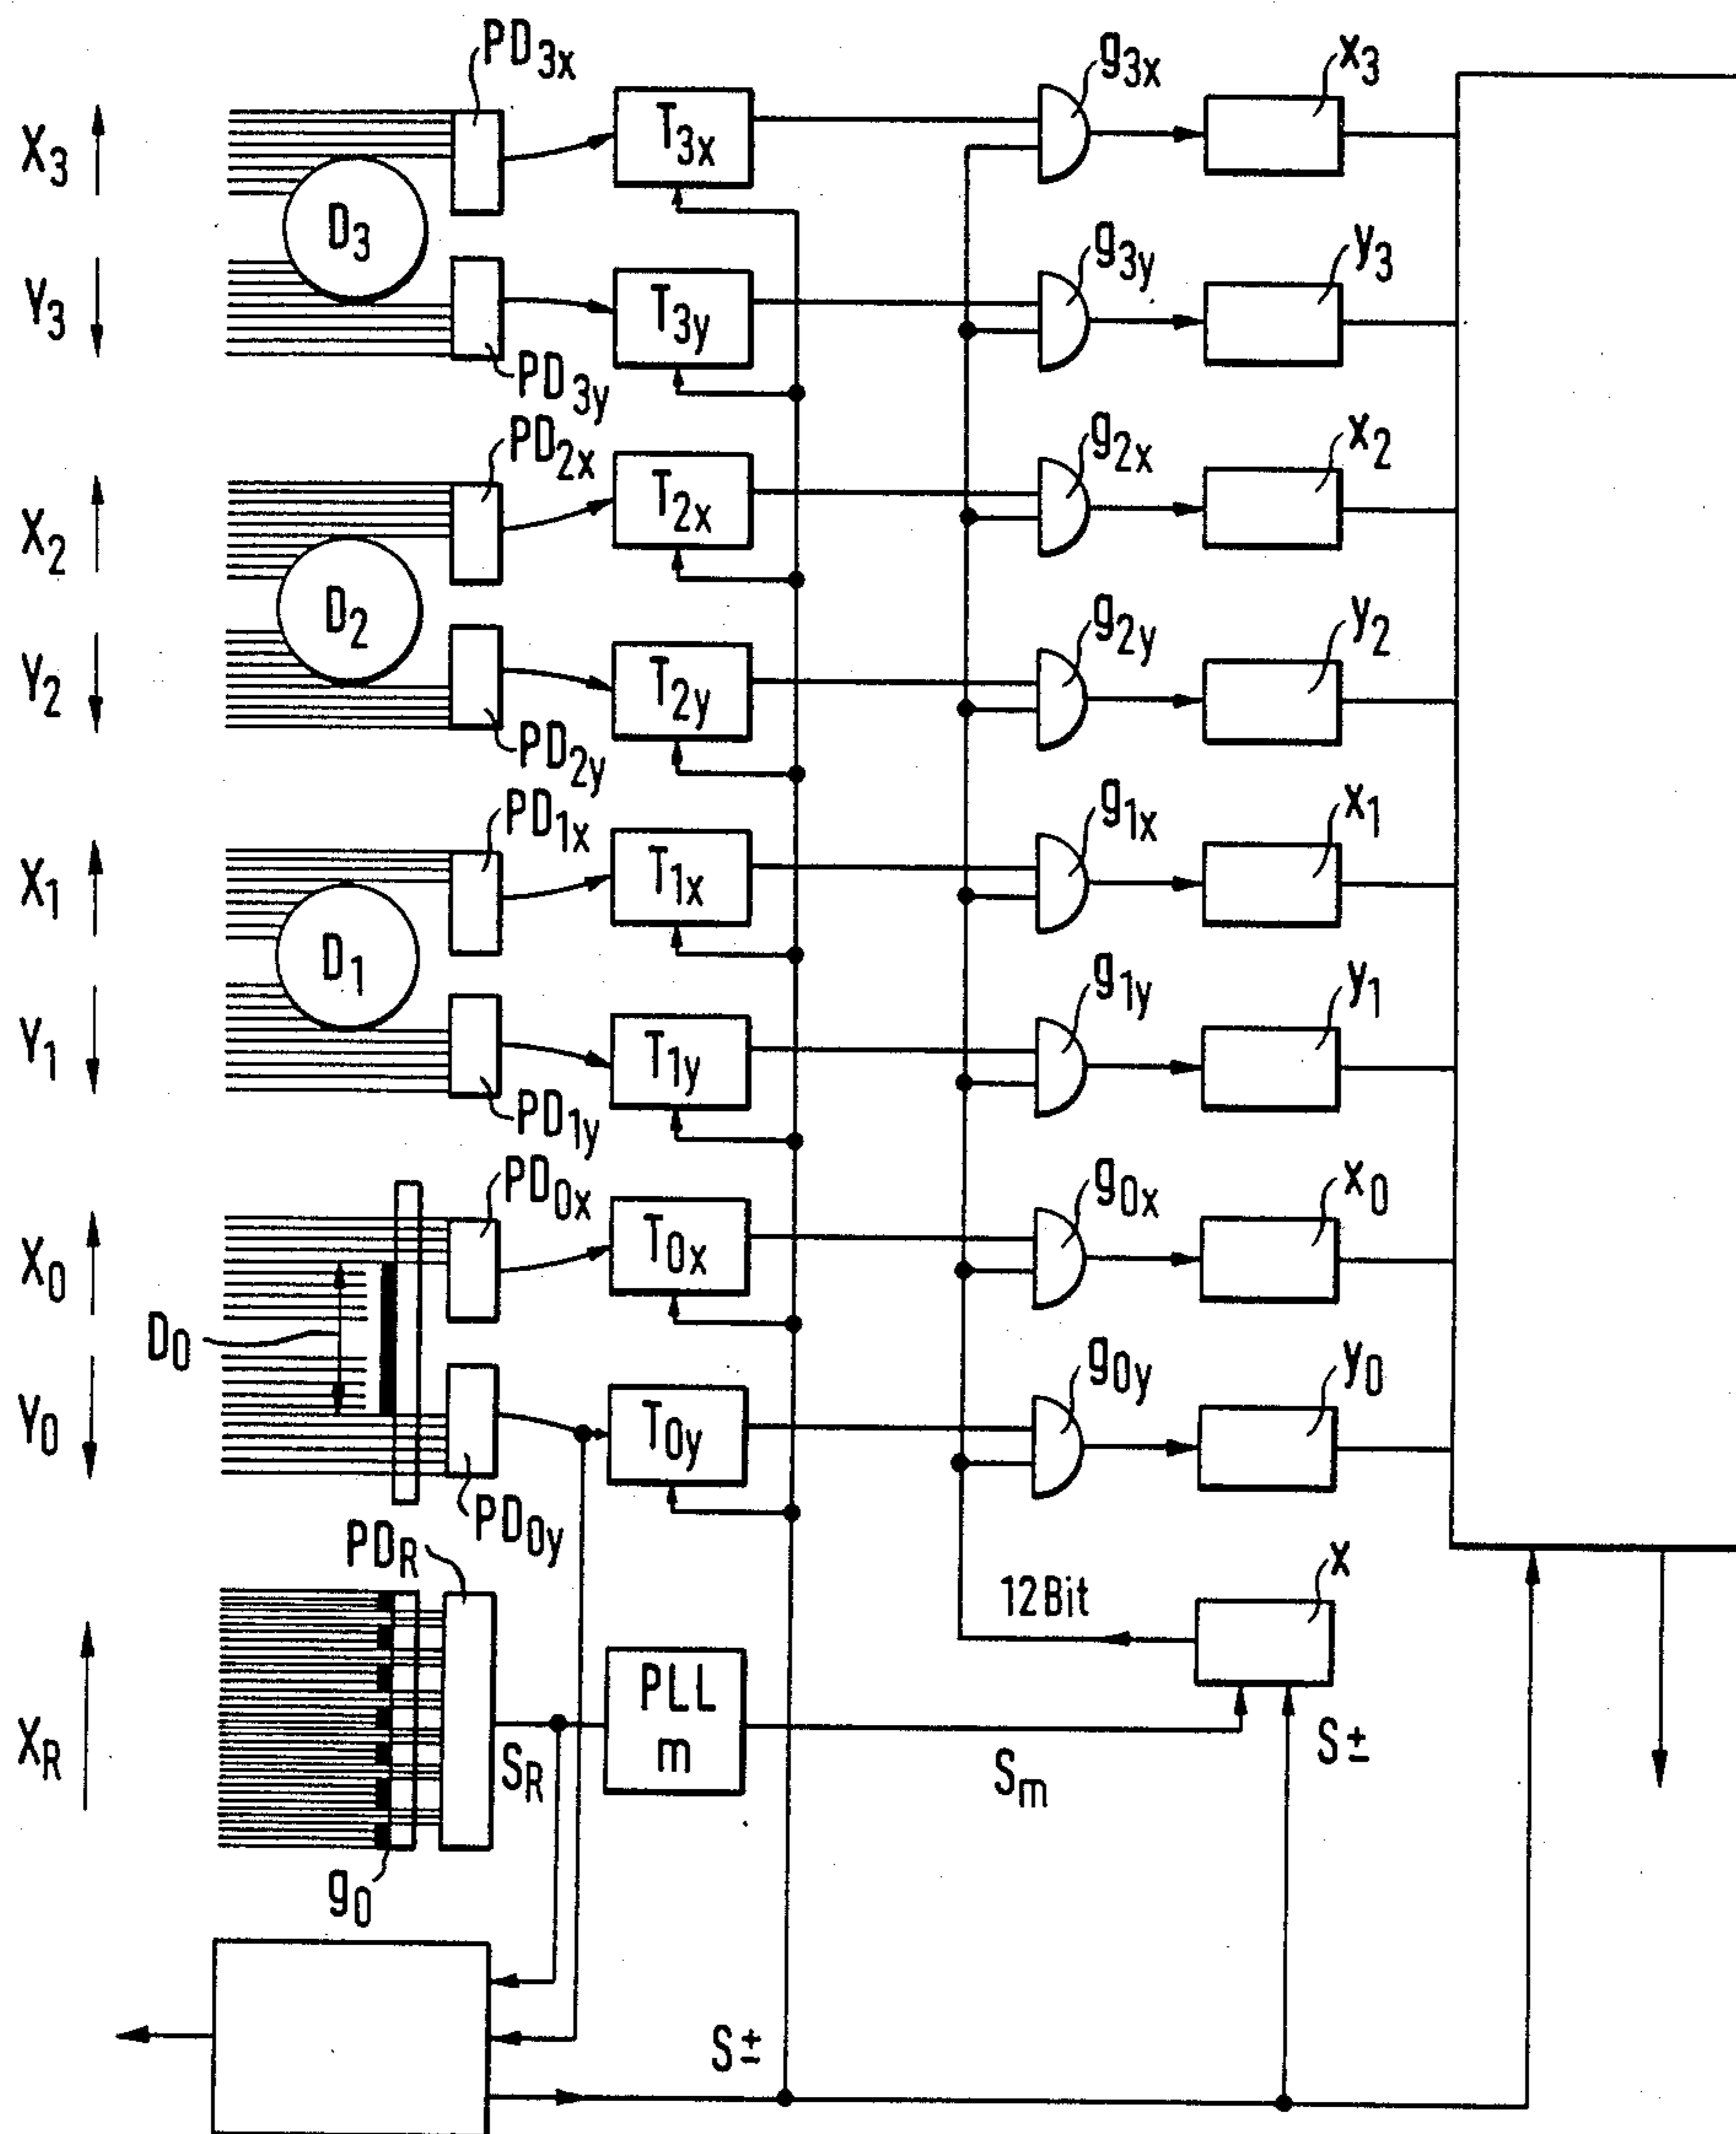 PD3x
g3x
x3
X3
T3x
D3
g3y
y3
Y3
T3y
PD3y
PD2x
g2x
x2
X2
T2x
D2
g2y
y2
Y2
T2y
PD2y
PD1x
g1x
x1
X1
T1x
D1
g1y
y1
Y1
T1y
PD1y
PD0x
g0x
x0
X0
T0x
D0
g0y
y0
Y0
T0y
PD0y
PDR
x
12Bit
XR
PLL
m
SR
Sm
S±
g0
S±